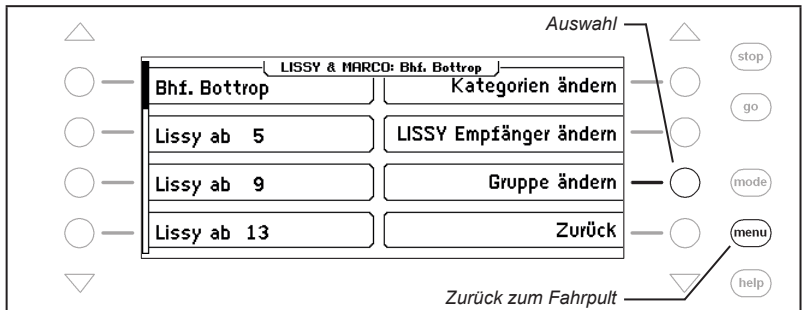 Auswahl
LISSY & MARCO: Bhf. Bottrop
stop
Bhf. Bottrop
Kategorien ändern
go
Lissy ab 5
LISSY Empfänger ändern
Lissy ab 9
Gruppe ändern
mode
Lissy ab 13
Zurück
menu
help
Zurück zum Fahrpult